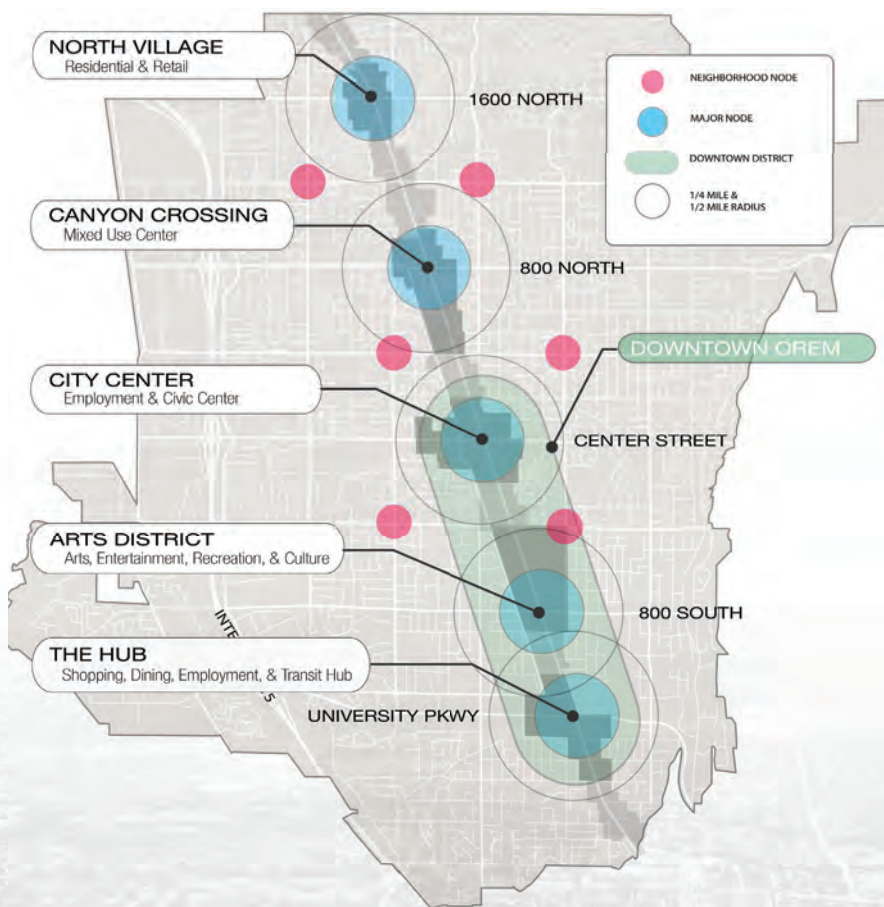 NORTH VILLAGE
Residential & Retail
1600 NORTH
NEIGHBORHOOD NODE
MAJOR NODE
DOWNTOWN DISTRICT
1/4 MILE &
1/2 MILE RADIUS
CANYON CROSSING
Mixed Use Center
800 NORTH
DOWNTOWN OREM
CITY CENTER
Employment & Civic Center
CENTER STREET
ARTS DISTRICT
Arts, Entertainment, Recreation, & Culture
800 SOUTH
THE HUB
Shopping, Dining, Employment, & Transit Hub
UNIVERSITY PKWY